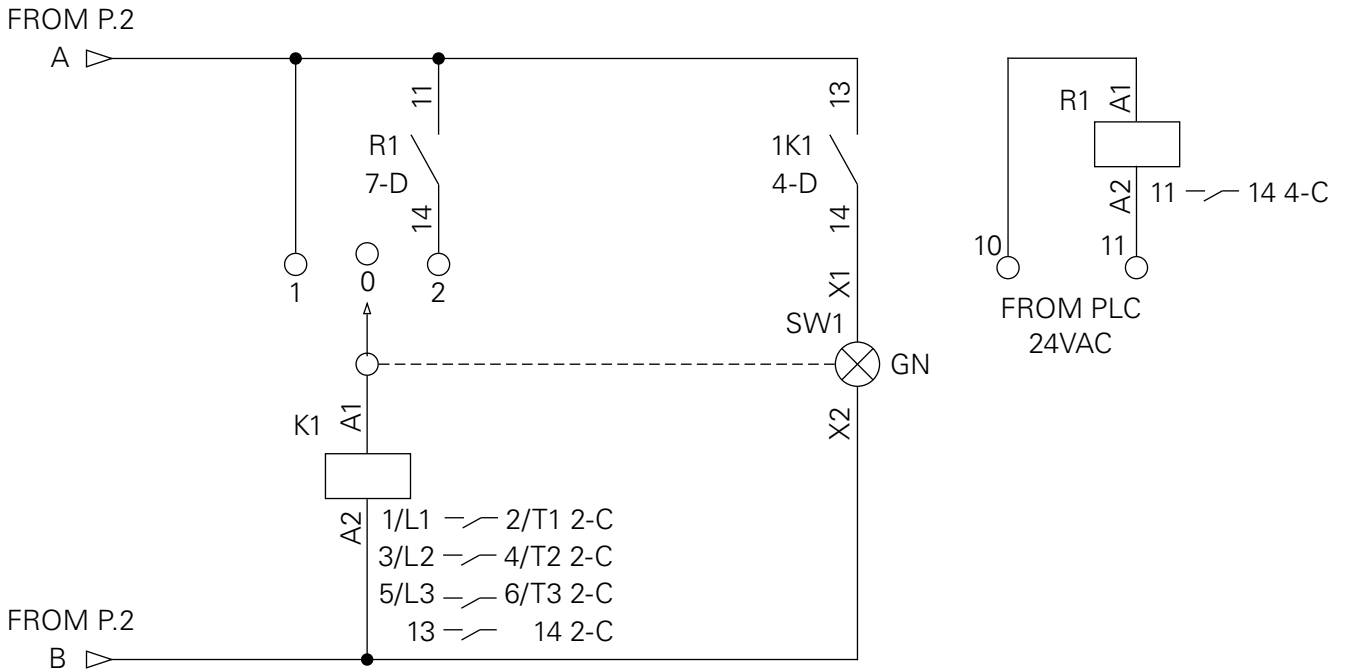 FROM P.2
A
11
R1
7-D
14
1
0
2
13
1K1
4-D
14
X1
SW1
GN
X2
K1
A1
A2
1/L1 2/T1 2-C
3/L2 4/T2 2-C
5/L3 6/T3 2-C
13 14 2-C
FROM P.2
B
R1
A1
A2
11 14 4-C
10
11
FROM PLC
24VAC